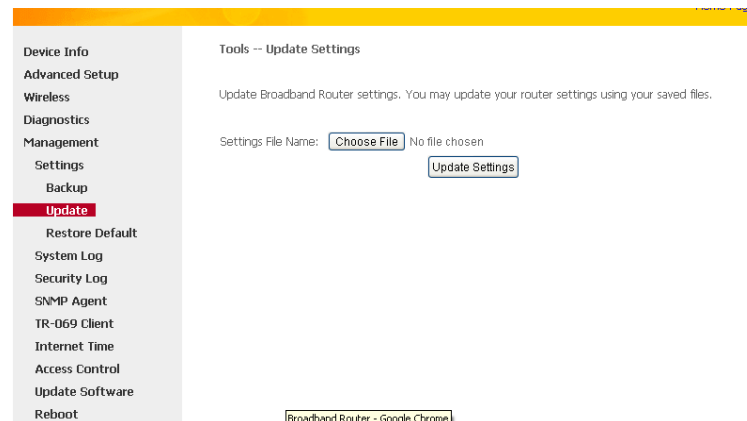 Home Pag
Device Info
Advanced Setup
Wireless
Diagnostics
Management
Settings
Backup
Update
Restore Default
System Log
Security Log
SNMP Agent
TR-069 Client
Internet Time
Access Control
Update Software
Reboot
Tools -- Update Settings
Update Broadband Router settings. You may update your router settings using your saved files.
Settings File Name: Choose File No file chosen
Update Settings
Broadband Router - Google Chrome